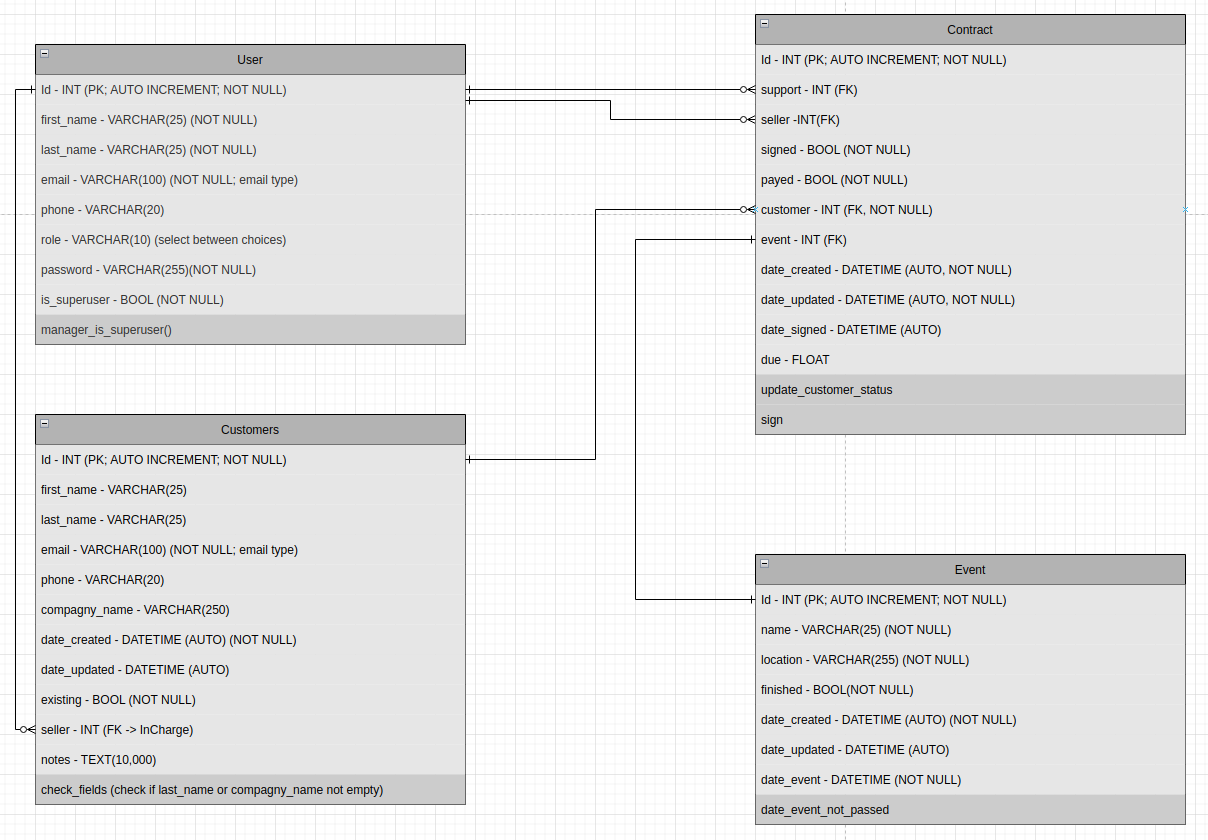 User
Id - INT (PK; AUTO INCREMENT; NOT NULL)
first_name - VARCHAR(25) (NOT NULL)
last_name - VARCHAR(25) (NOT NULL)
email - VARCHAR(100) (NOT NULL; email type)
phone - VARCHAR(20)
role - VARCHAR(10) (select between choices)
password - VARCHAR(255)(NOT NULL)
is_superuser - BOOL (NOT NULL)
manager_is_superuser()
Customers
Id - INT (PK; AUTO INCREMENT; NOT NULL)
first_name - VARCHAR(25)
last_name - VARCHAR(25)
email - VARCHAR(100) (NOT NULL; email type)
phone - VARCHAR(20)
compagny_name - VARCHAR(250)
date_created - DATETIME (AUTO) (NOT NULL)
date_updated - DATETIME (AUTO)
existing - BOOL (NOT NULL)
seller - INT (FK -> InCharge)
notes - TEXT(10,000)
check_fields (check if last_name or compagny_name not empty)
Contract
Id - INT (PK; AUTO INCREMENT; NOT NULL)
support - INT (FK)
seller -INT(FK)
signed - BOOL (NOT NULL)
payed - BOOL (NOT NULL)
customer - INT (FK, NOT NULL)
event - INT (FK)
date_created - DATETIME (AUTO, NOT NULL)
date_updated - DATETIME (AUTO, NOT NULL)
date_signed - DATETIME (AUTO)
due - FLOAT
update_customer_status
sign
Event
Id - INT (PK; AUTO INCREMENT; NOT NULL)
name - VARCHAR(25) (NOT NULL)
location - VARCHAR(255) (NOT NULL)
finished - BOOL(NOT NULL)
date_created - DATETIME (AUTO) (NOT NULL)
date_updated - DATETIME (AUTO)
date_event - DATETIME (NOT NULL)
date_event_not_passed